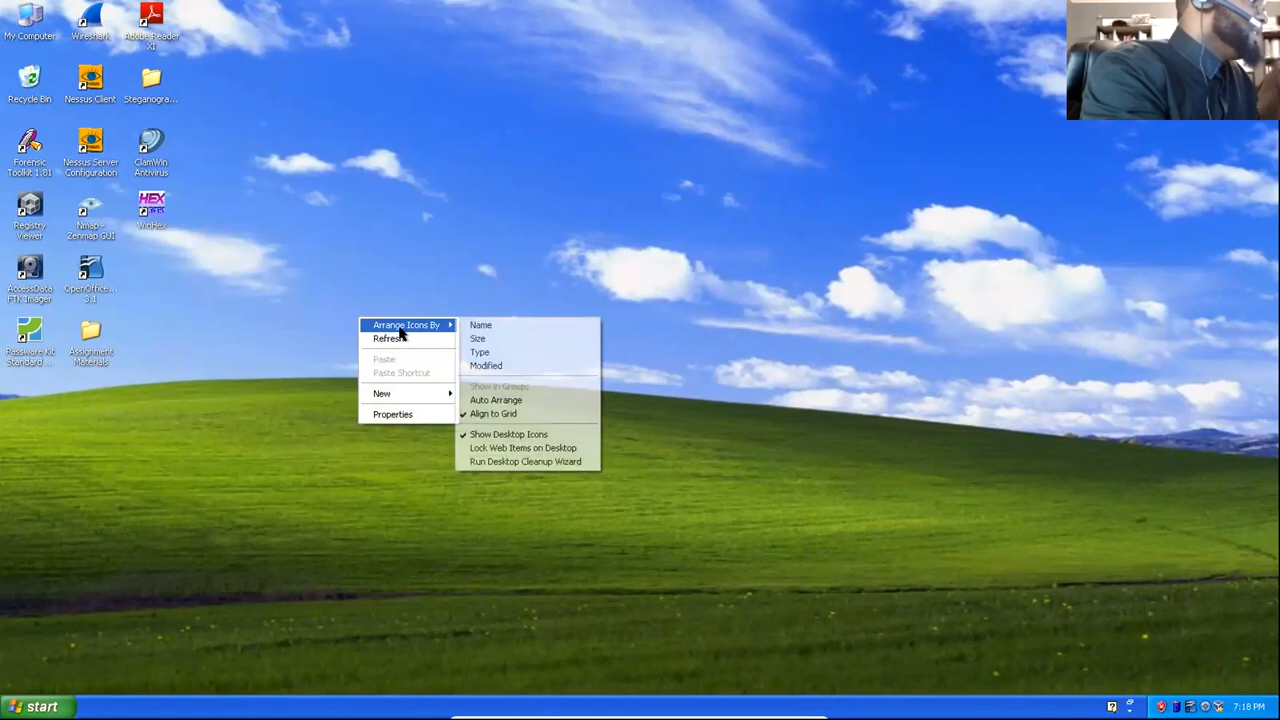 My Computer
Wireshark
Adobe Reader
XI
Recycle Bin
Nessus Client
Steganogra...
Forensic
Toolkit 1.81
Nessus Server
Configuration
ClamWin
Antivirus
Registry
Viewer
Nmap -
Zenmap GUI
HEX
WinHex
AccessData
FTK Imager
OpenOffice....
3.1
Passware Kit
Standard ...
Assignment
Materials
Arrange Icons By
Refresh
Paste
Paste Shortcut
New
Properties
Name
Size
Type
Modified
Show in Groups
Auto Arrange
Align to Grid
Show Desktop Icons
Lock Web Items on Desktop
Run Desktop Cleanup Wizard
start
7:18 PM